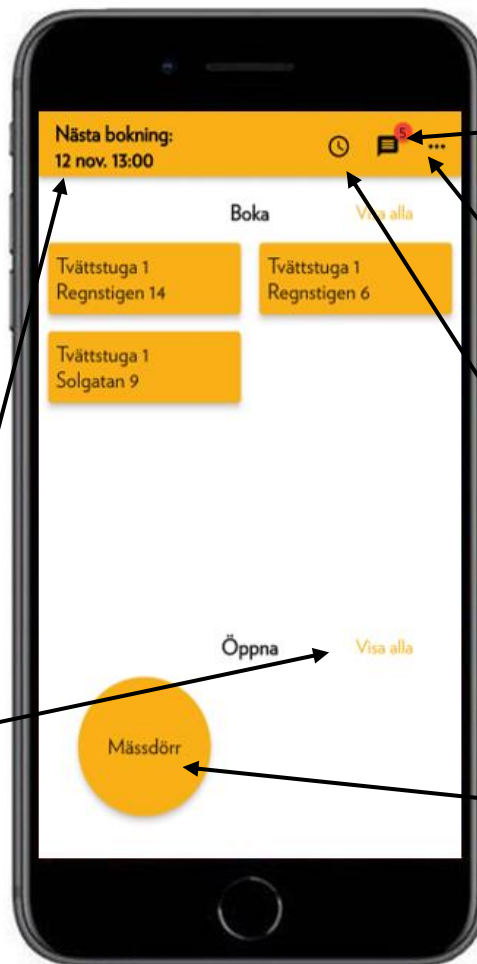 Nästa bokning:
12 nov. 13:00
5
Boka
Visa alla
Tvättstuga 1
Regnstigen 14
Tvättstuga 1
Regnstigen 6
Tvättstuga 1
Solgatan 9
Öppna
Visa alla
Mässdörr